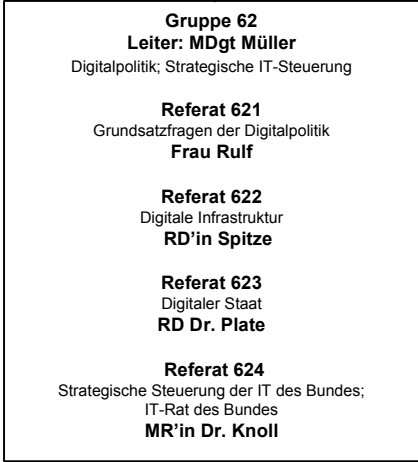 Gruppe 62
Leiter: MDgt Müller
Digitalpolitik; Strategische IT-Steuerung
Referat 621
Grundsatzfragen der Digitalpolitik
Frau Rulf
Referat 622
Digitale Infrastruktur
RD’in Spitze
Referat 623
Digitaler Staat
RD Dr. Plate
Referat 624
Strategische Steuerung der IT des Bundes;
IT-Rat des Bundes
MR’in Dr. Knoll